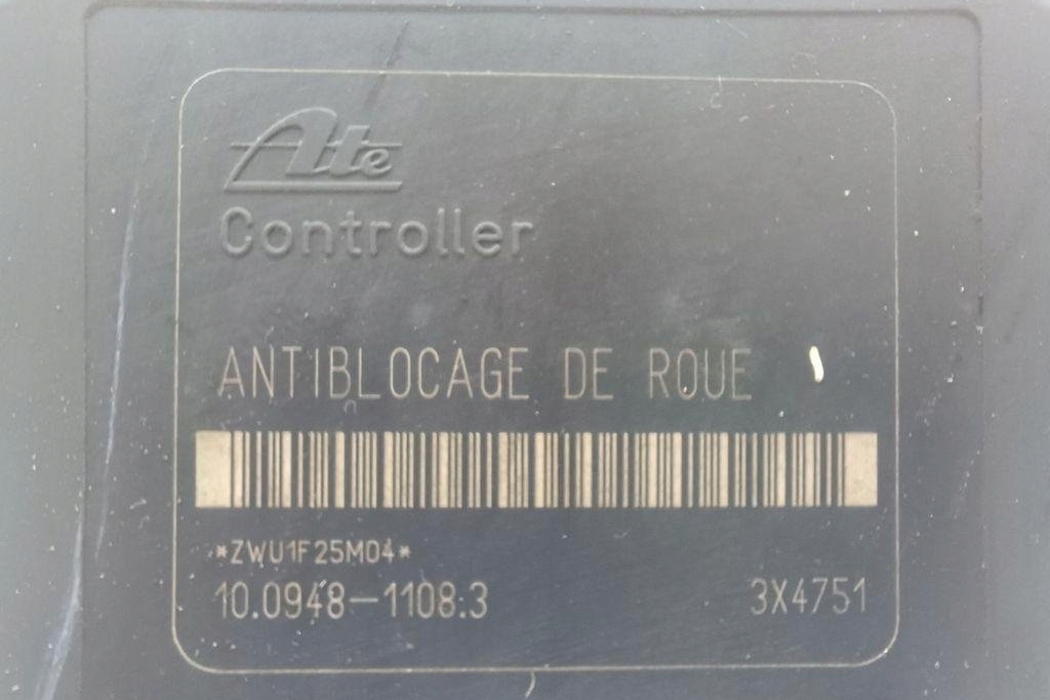 Ate
Controller
ANTIBLOCAGE DE ROUE
*ZWU1F25M04*
10.0948-1108.3
3X4751